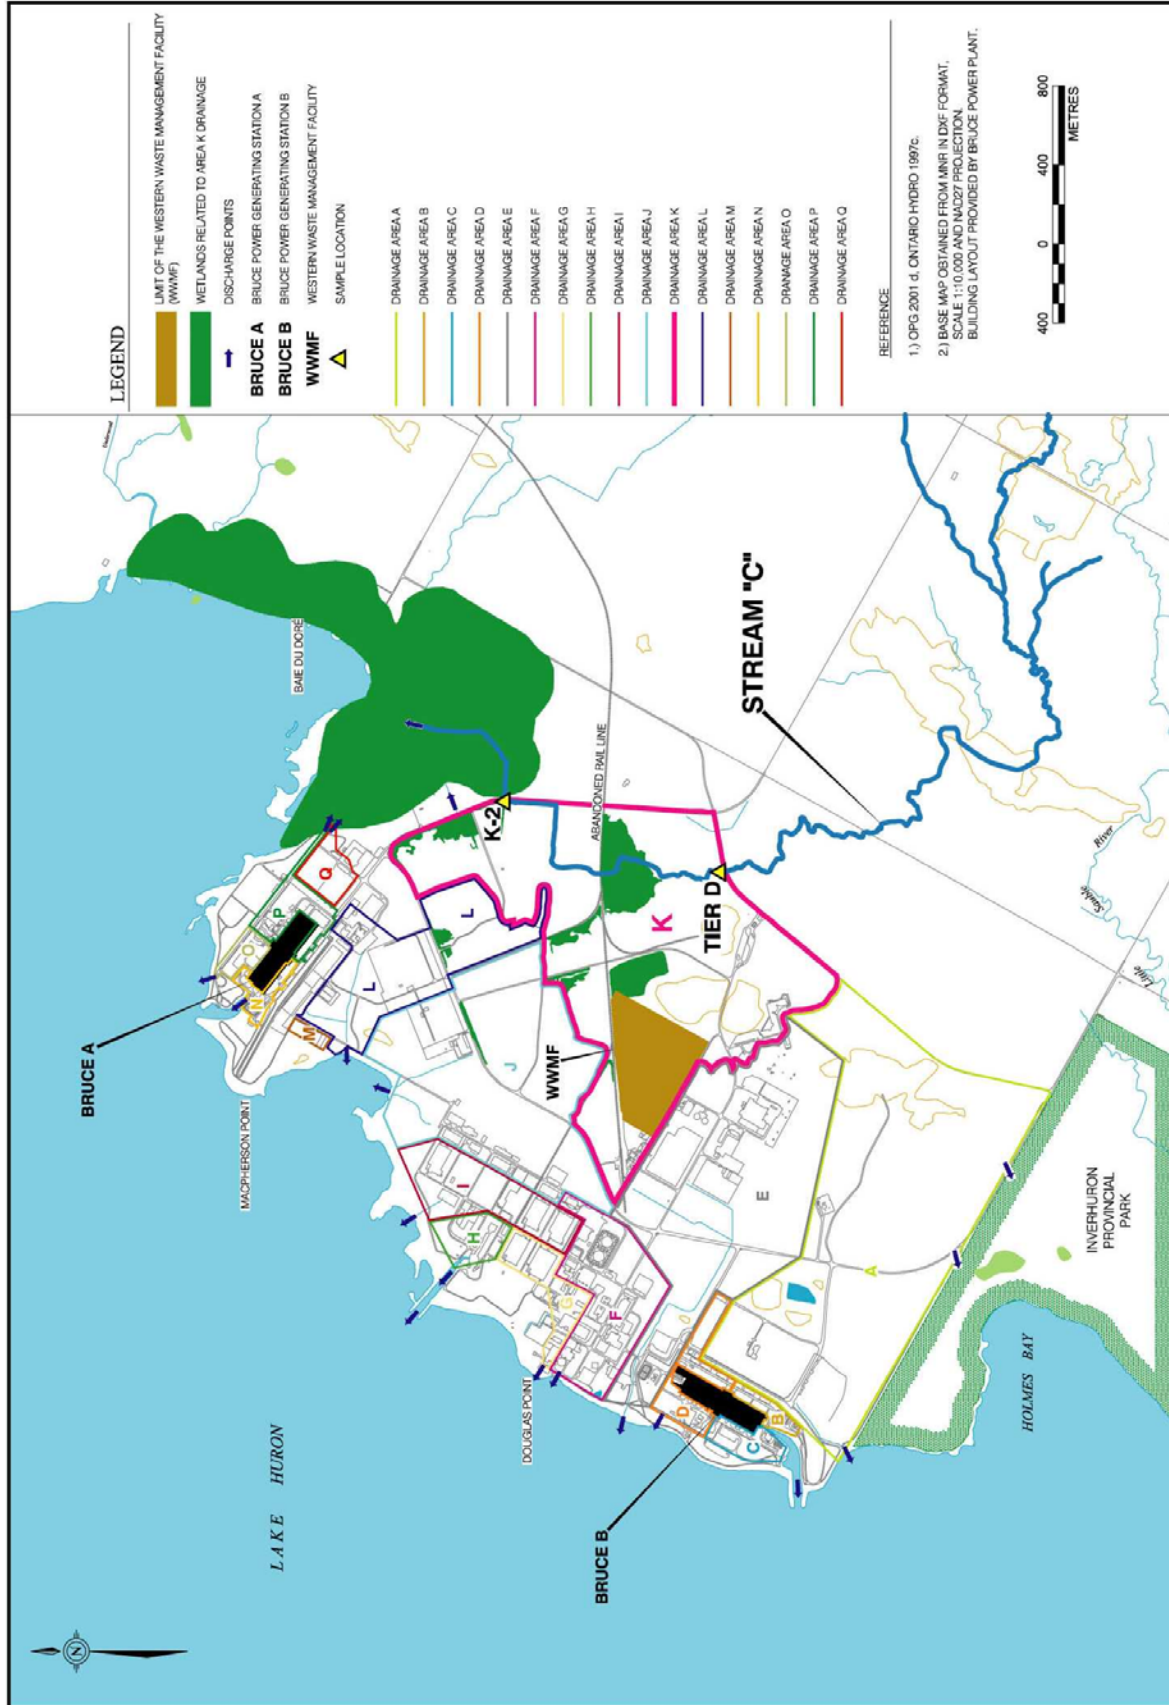 LEGEND
LIMIT OF THE WESTERN WASTE MANAGEMENT FACILITY
(WWMF)
WETLANDS RELATED TO AREA K DRAINAGE
DISCHARGE POINTS
BRUCE A BRUCE POWER GENERATING STATION A
BRUCE B BRUCE POWER GENERATING STATION B
WWMF WESTERN WASTE MANAGEMENT FACILITY
SAMPLE LOCATION
DRAINAGE AREA A
DRAINAGE AREA B
DRAINAGE AREA C
DRAINAGE AREA D
DRAINAGE AREA E
DRAINAGE AREA F
DRAINAGE AREA G
DRAINAGE AREA H
DRAINAGE AREA I
DRAINAGE AREA J
DRAINAGE AREA K
DRAINAGE AREA L
DRAINAGE AREA M
DRAINAGE AREA N
DRAINAGE AREA O
DRAINAGE AREA P
DRAINAGE AREA Q
REFERENCE
1.) OPG 2001 d, ONTARIO HYDRO 1997c.
2.) BASE MAP OBTAINED FROM MNR IN DXF FORMAT,
SCALE 1:10,000 AND NAD27 PROJECTION.
BUILDING LAYOUT PROVIDED BY BRUCE POWER PLANT.
400 0 400 800
METRES
N
LAKE HURON
BRUCE A
MACPHERSON POINT
BAIE DU DORÉ
O
P
N
Q
M
L
L
K-2
J
I
H
J
G
F
DOUGLAS POINT
ABANDONED RAIL LINE
WWMF
K
TIER D
STREAM "C"
E
BRUCE B
D
C
B
A
INVERHURON
PROVINCIAL
PARK
HOLMES BAY
Little
Sauble
River